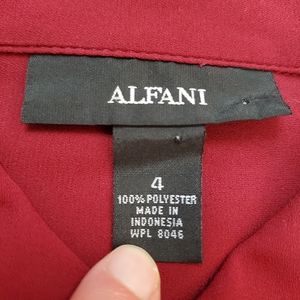 ALFANI
4
100% POLYESTER
MADE IN
INDONESIA
WPL 8046